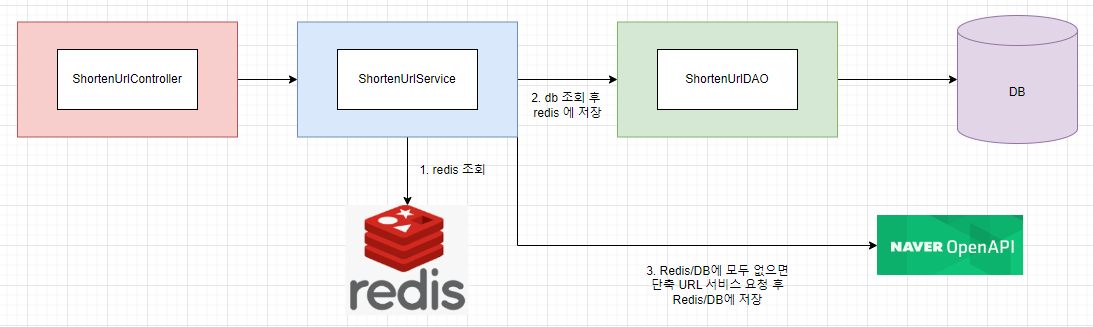 ShortenUrlController
ShortenUrlService
ShortenUrlDAO
DB
2. db 조회 후
redis 에 저장
1. redis 조회
redis
NAVER OpenAPI
3. Redis/DB에 모두 없으면
단축 URL 서비스 요청 후
Redis/DB에 저장